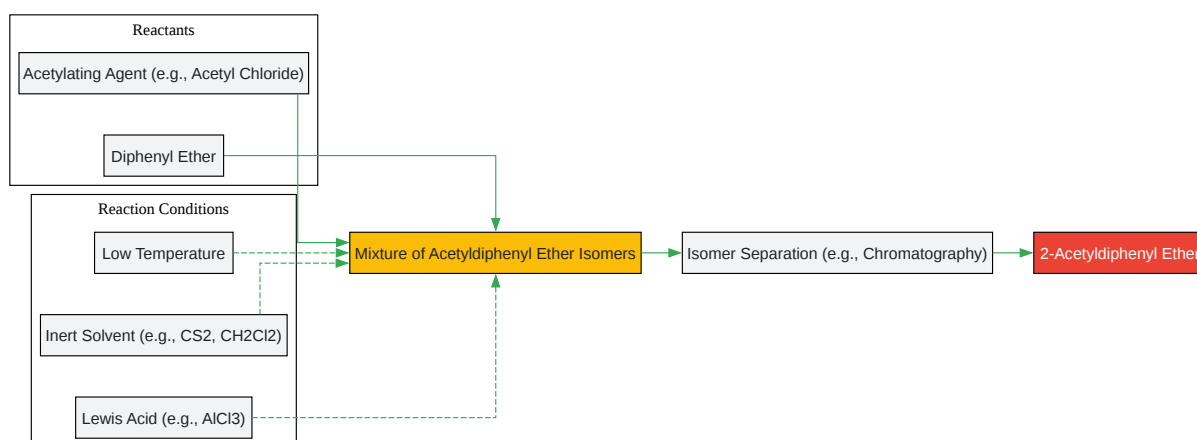 Reactants
Acetylating Agent (e.g., Acetyl Chloride)
Diphenyl Ether
Reaction Conditions
Low Temperature
Mixture of Acetyldiphenyl Ether Isomers
Isomer Separation (e.g., Chromatography)
2-Acetyldiphenyl Ether
Inert Solvent (e.g., CS2, CH2Cl2)
Lewis Acid (e.g., AlCl3)